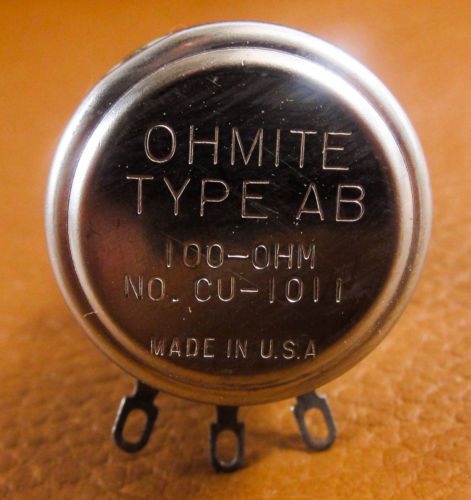 OHMITE
TYPE AB
100-OHM
NO. CU-1011
MADE IN U.S.A